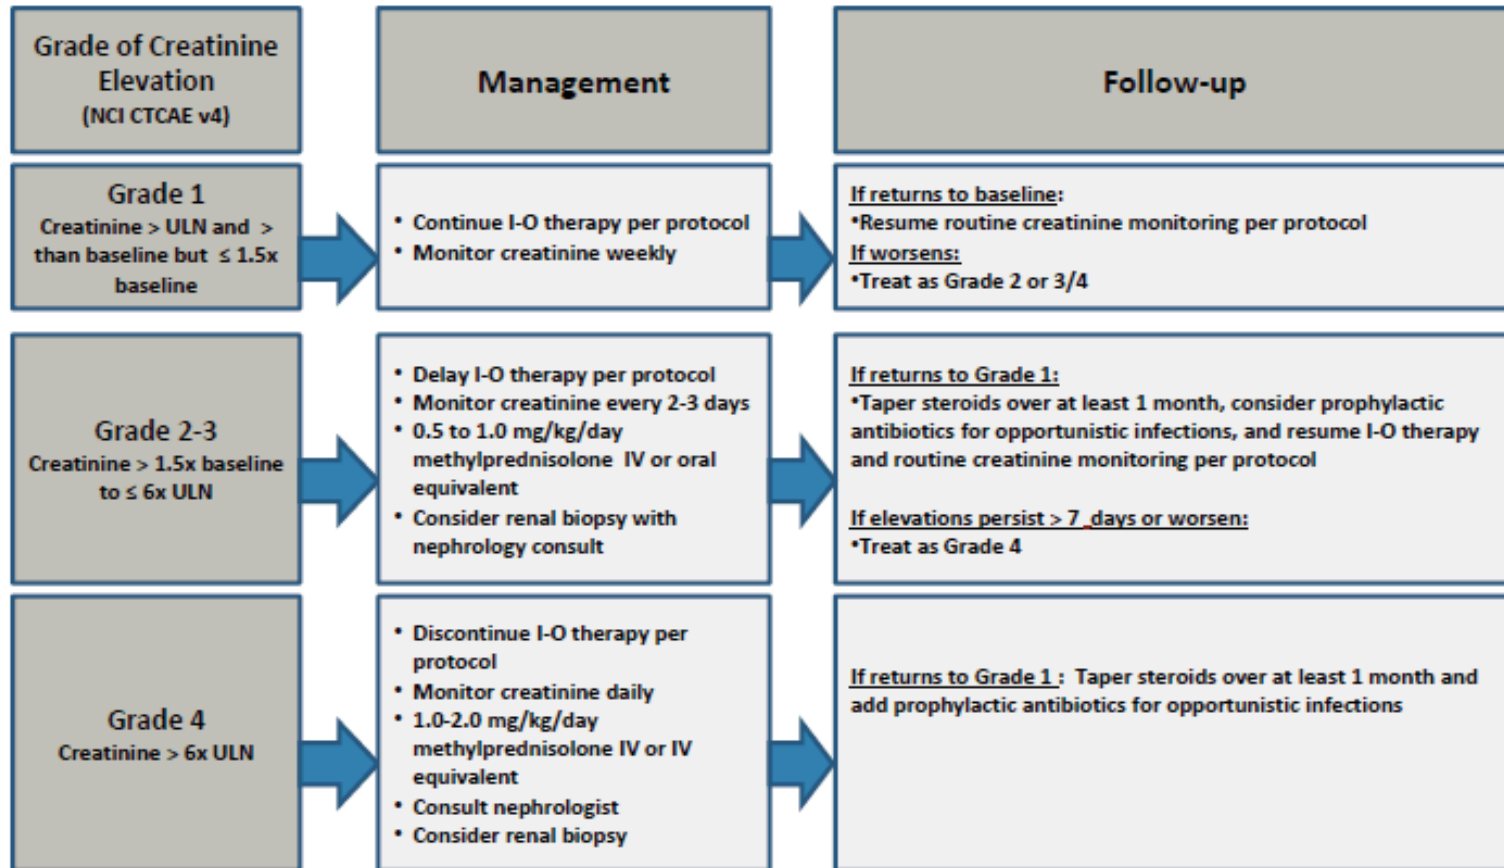 Grade of Creatinine
Elevation
(NCI CTCAE v4)
Management
Follow-up
Grade 1
Creatinine > ULN and >
than baseline but ≤ 1.5x
baseline
• Continue I-O therapy per protocol
• Monitor creatinine weekly
If returns to baseline:
•Resume routine creatinine monitoring per protocol
If worsens:
•Treat as Grade 2 or 3/4
Grade 2-3
Creatinine > 1.5x baseline
to ≤ 6x ULN
• Delay I-O therapy per protocol
• Monitor creatinine every 2-3 days
• 0.5 to 1.0 mg/kg/day
methylprednisolone IV or oral
equivalent
• Consider renal biopsy with
nephrology consult
If returns to Grade 1:
•Taper steroids over at least 1 month, consider prophylactic
antibiotics for opportunistic infections, and resume I-O therapy
and routine creatinine monitoring per protocol
If elevations persist > 7 days or worsen:
•Treat as Grade 4
Grade 4
Creatinine > 6x ULN
• Discontinue I-O therapy per
protocol
• Monitor creatinine daily
• 1.0-2.0 mg/kg/day
methylprednisolone IV or IV
equivalent
• Consult nephrologist
• Consider renal biopsy
If returns to Grade 1 : Taper steroids over at least 1 month and
add prophylactic antibiotics for opportunistic infections